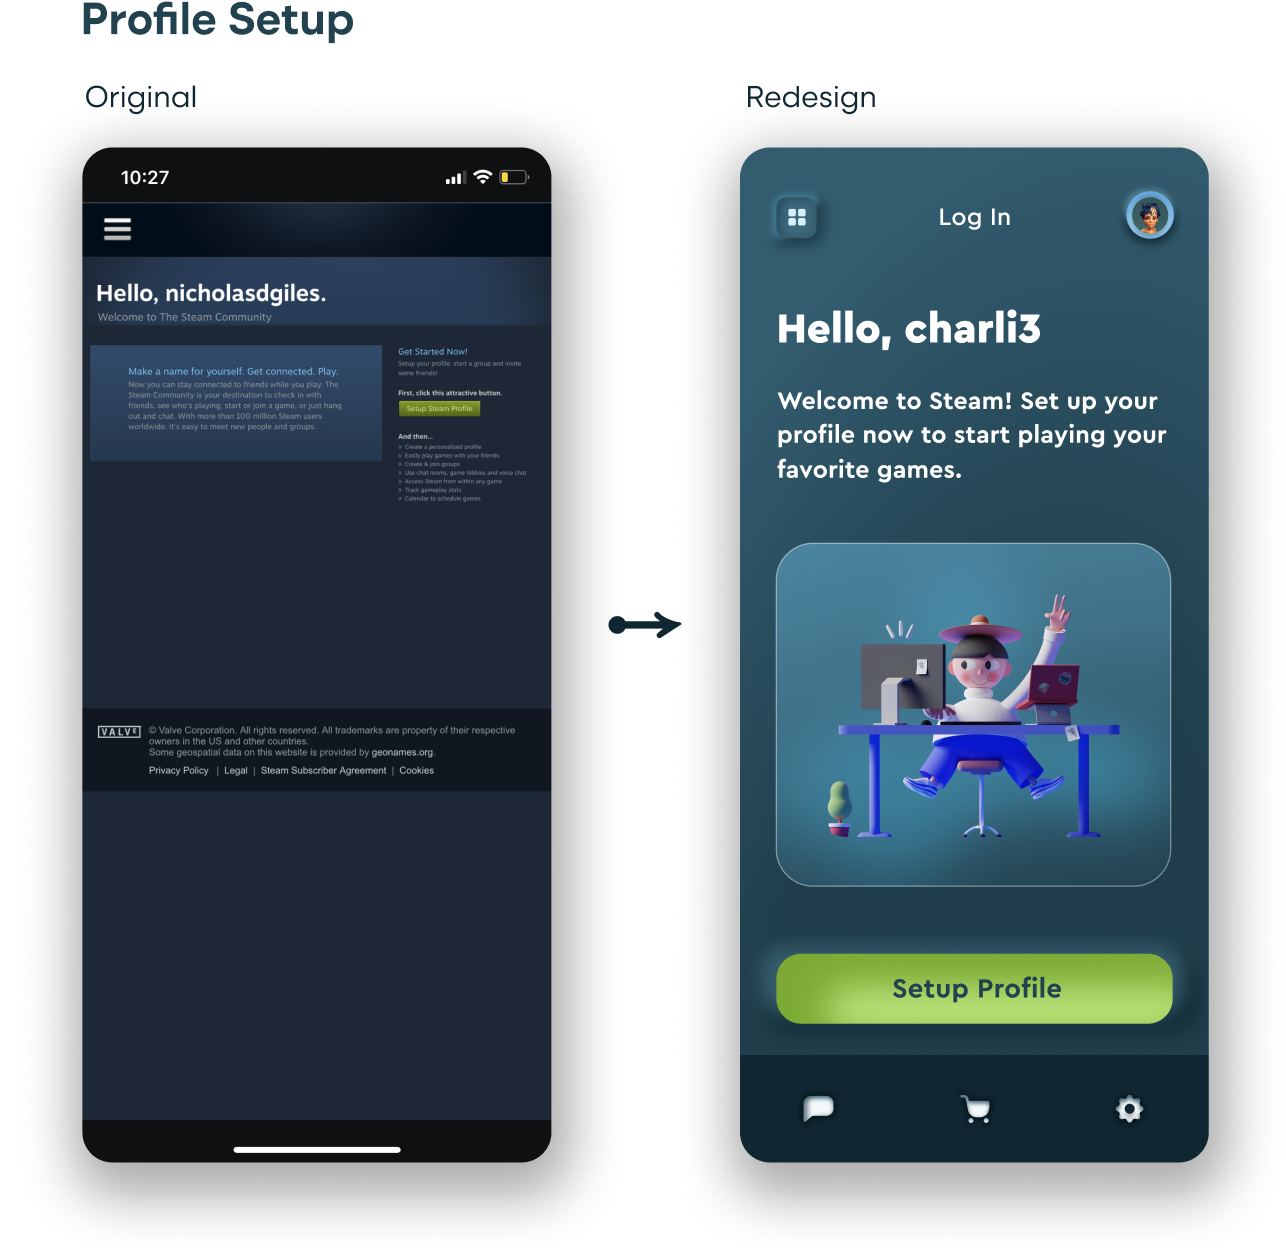 Profile Setup
Original
Redesign
10:27
Hello, nicholasdgiles.
Welcome to The Steam Community
Make a name for yourself. Get connected. Play.
Now you can stay connected to friends while you play. The
Steam Community is your destination to check in with
friends, see who's playing, start or join a game, or just hang
out and chat. With more than 100 million Steam users
worldwide, it's easy to meet new people and groups.
Get Started Now!
Setup your profile, start a group and invite
some friends!
First, click this attractive button.
Setup Steam Profile
And then...
» Create a personalized profile
» Easily play games with your friends
» Create & join groups
» Use chat rooms, game lobbies and voice chat
» Access Steam from within any game
» Track gameplay stats
» Calendar to schedule games
VALVE
© Valve Corporation. All rights reserved. All trademarks are property of their respective
owners in the US and other countries.
Some geospatial data on this website is provided by geonames.org.
Privacy Policy | Legal | Steam Subscriber Agreement | Cookies
Log In
Hello, charli3
Welcome to Steam! Set up your
profile now to start playing your
favorite games.
Setup Profile